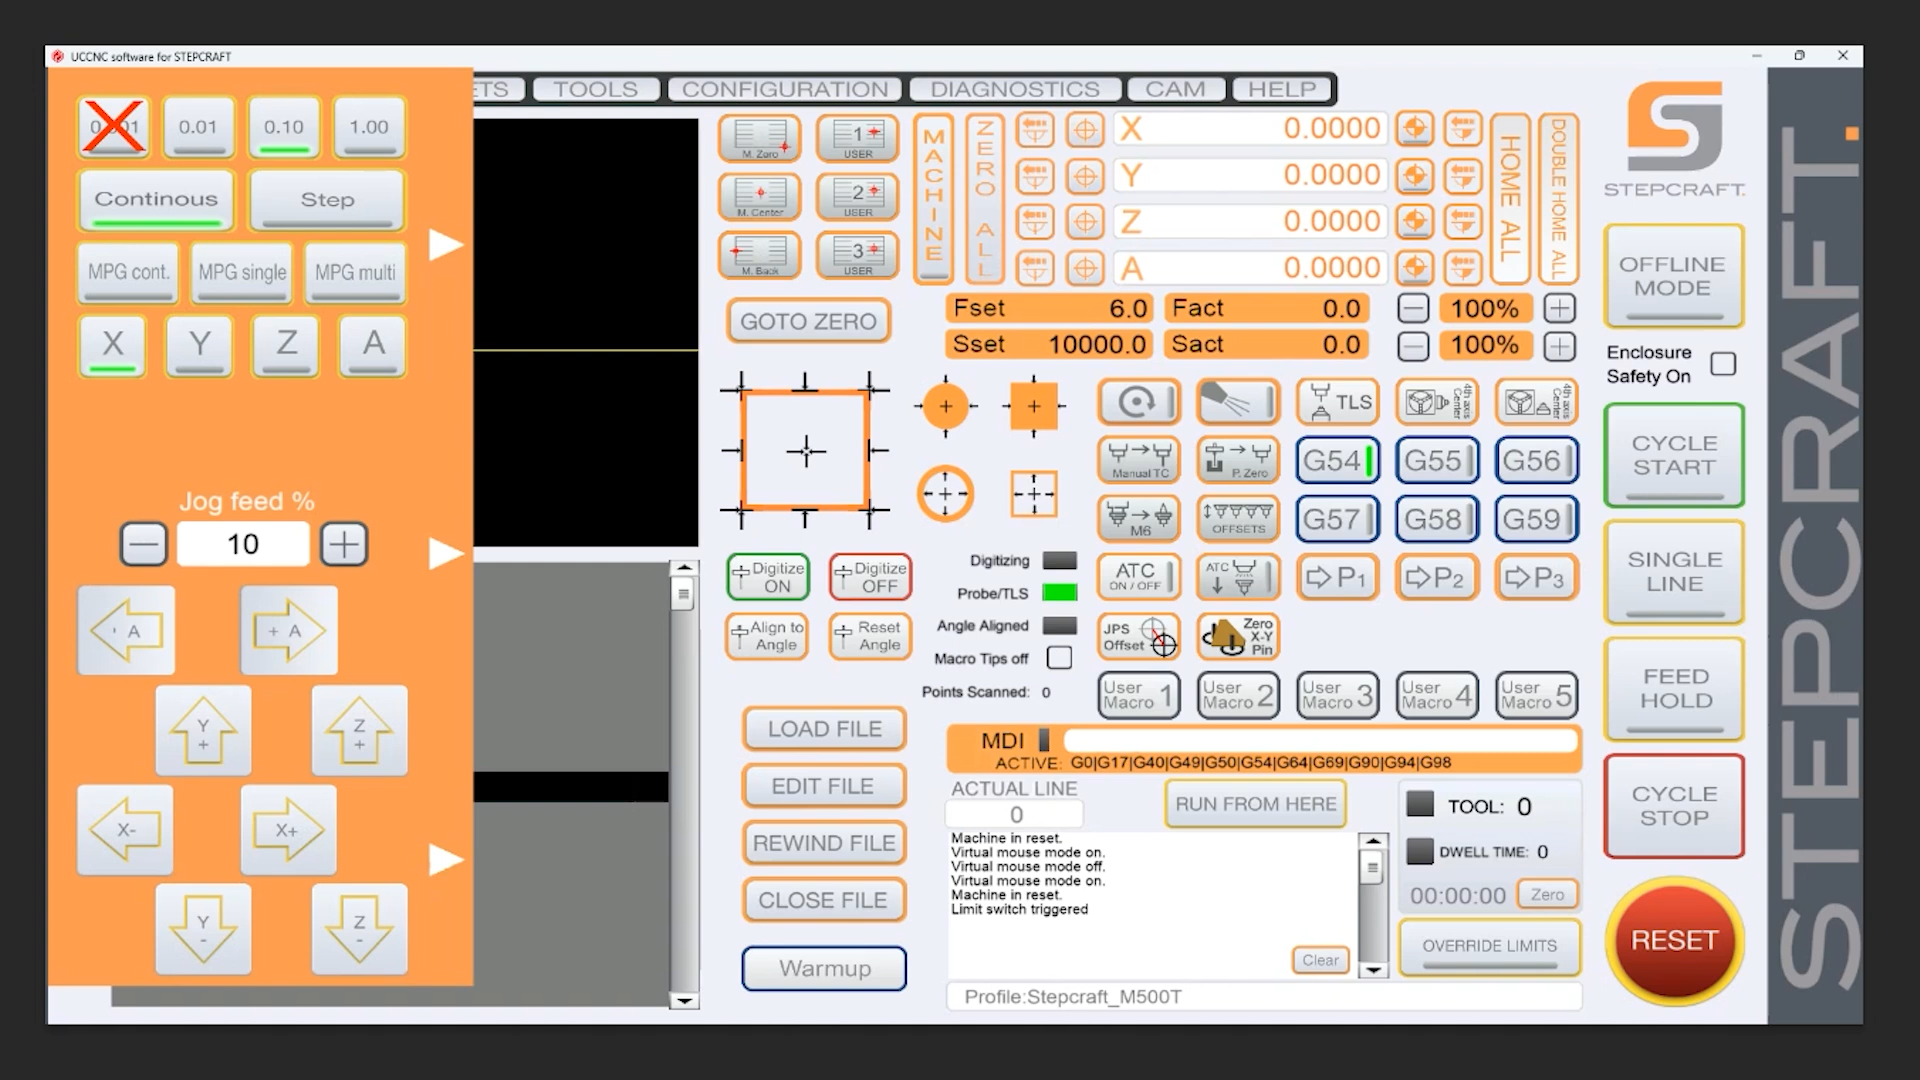 UCCNC software for STEPCRAFT
ETS
TOOLS
CONFIGURATION
DIAGNOSTICS
CAM
HELP
0.01
0.10
1.00
Continous
Step
MPG cont.
MPG single
MPG multi
X
Y
Z
A
Jog feed %
10
- A
+ A
Y
+
Z
+
X-
X+
Y
-
Z
-
M. Zero
1
USER
M. Center
2
USER
M. Back
3
USER
GOTO ZERO
MACHINE
ZERO ALL
X 0.0000
Y 0.0000
Z 0.0000
A 0.0000
HOME ALL
DOUBLE HOME ALL
Fset 6.0
Fact 0.0
100%
Sset 10000.0
Sact 0.0
100%
TLS
4th axis
Center
4th axis
Center
Manual TC
P. Zero
G54
G55
G56
M6
OFFSETS
G57
G58
G59
Digitize
ON
Digitize
OFF
Digitizing
Probe/TLS
ATC
ON / OFF
ATC
P1
P2
P3
Align to
Angle
Reset
Angle
Angle Aligned
Macro Tips off
Points Scanned: 0
JPS
Offset
Zero
X-Y
Pin
User
Macro 1
User
Macro 2
User
Macro 3
User
Macro 4
User
Macro 5
LOAD FILE
EDIT FILE
REWIND FILE
CLOSE FILE
Warmup
MDI
ACTIVE: G0|G17|G40|G49|G50|G54|G64|G69|G90|G94|G98
ACTUAL LINE
0
RUN FROM HERE
Machine in reset.
Virtual mouse mode on.
Virtual mouse mode off.
Virtual mouse mode on.
Machine in reset.
Limit switch triggered
Clear
TOOL: 0
DWELL TIME: 0
00:00:00
Zero
OVERRIDE LIMITS
Profile:Stepcraft_M500T
STEPCRAFT.
OFFLINE
MODE
Enclosure
Safety On
CYCLE
START
SINGLE
LINE
FEED
HOLD
CYCLE
STOP
RESET
STEPCRAFT.